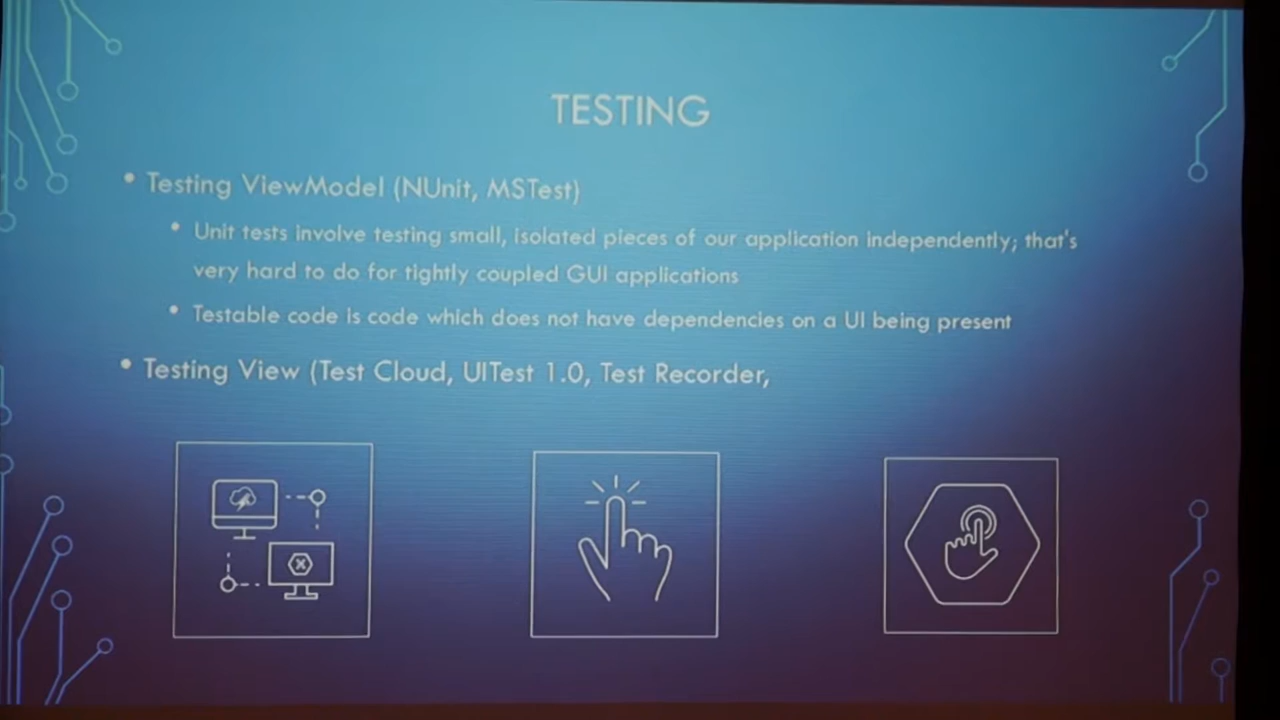 TESTING
• Testing ViewModel (NUnit, MSTest)
• Unit tests involve testing small, isolated pieces of our application independently; that's
very hard to do for tightly coupled GUI applications
• Testable code is code which does not have dependencies on a UI being present
• Testing View (Test Cloud, UITest 1.0, Test Recorder,